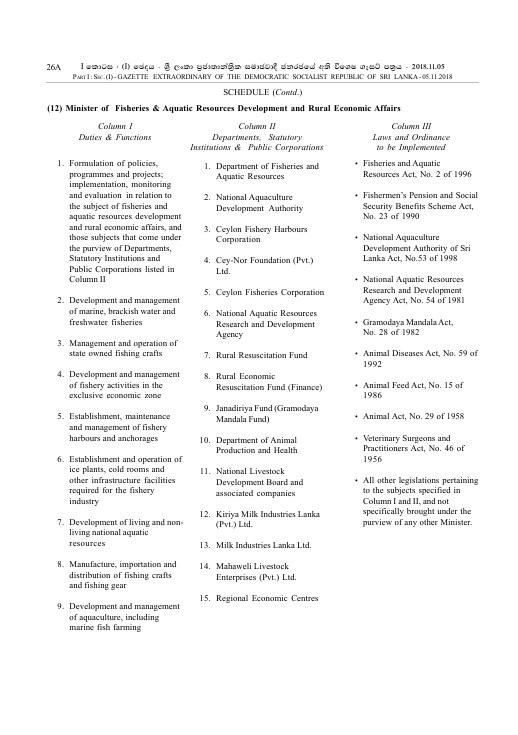 26A
I කොටස : (I) ඡෙදය - ශ්‍රී ලංකා ප්‍රජාතාන්ත්‍රික සමාජවාදී ජනරජයේ අති විශෙෂ ගැසට් පත්‍රය - 2018.11.05
PART I : SEC. (I) - GAZETTE EXTRAORDINARY OF THE DEMOCRATIC SOCIALIST REPUBLIC OF SRI LANKA - 05.11.2018
SCHEDULE (Contd.)
(12) Minister of Fisheries & Aquatic Resources Development and Rural Economic Affairs
Column I
Duties & Functions
1. Formulation of policies,
programmes and projects;
implementation, monitoring
and evaluation in relation to
the subject of fisheries and
aquatic resources development
and rural economic affairs, and
those subjects that come under
the purview of Departments,
Statutory Institutions and
Public Corporations listed in
Column II
2. Development and management
of marine, brackish water and
freshwater fisheries
3. Management and operation of
state owned fishing crafts
4. Development and management
of fishery activities in the
exclusive economic zone
5. Establishment, maintenance
and management of fishery
harbours and anchorages
6. Establishment and operation of
ice plants, cold rooms and
other infrastructure facilities
required for the fishery
industry
7. Development of living and non-
living national aquatic
resources
8. Manufacture, importation and
distribution of fishing crafts
and fishing gear
9. Development and management
of aquaculture, including
marine fish farming
Column II
Departments, Statutory
Institutions & Public Corporations
1. Department of Fisheries and
Aquatic Resources
2. National Aquaculture
Development Authority
3. Ceylon Fishery Harbours
Corporation
4. Cey-Nor Foundation (Pvt.)
Ltd.
5. Ceylon Fisheries Corporation
6. National Aquatic Resources
Research and Development
Agency
7. Rural Resuscitation Fund
8. Rural Economic
Resuscitation Fund (Finance)
9. Janadiriya Fund (Gramodaya
Mandala Fund)
10. Department of Animal
Production and Health
11. National Livestock
Development Board and
associated companies
12. Kiriya Milk Industries Lanka
(Pvt.) Ltd.
13. Milk Industries Lanka Ltd.
14. Mahaweli Livestock
Enterprises (Pvt.) Ltd.
15. Regional Economic Centres
Column III
Laws and Ordinance
to be Implemented
• Fisheries and Aquatic
Resources Act, No. 2 of 1996
• Fishermen's Pension and Social
Security Benefits Scheme Act,
No. 23 of 1990
• National Aquaculture
Development Authority of Sri
Lanka Act, No.53 of 1998
• National Aquatic Resources
Research and Development
Agency Act, No. 54 of 1981
• Gramodaya Mandala Act,
No. 28 of 1982
• Animal Diseases Act, No. 59 of
1992
• Animal Feed Act, No. 15 of
1986
• Animal Act, No. 29 of 1958
• Veterinary Surgeons and
Practitioners Act, No. 46 of
1956
• All other legislations pertaining
to the subjects specified in
Column I and II, and not
specifically brought under the
purview of any other Minister.